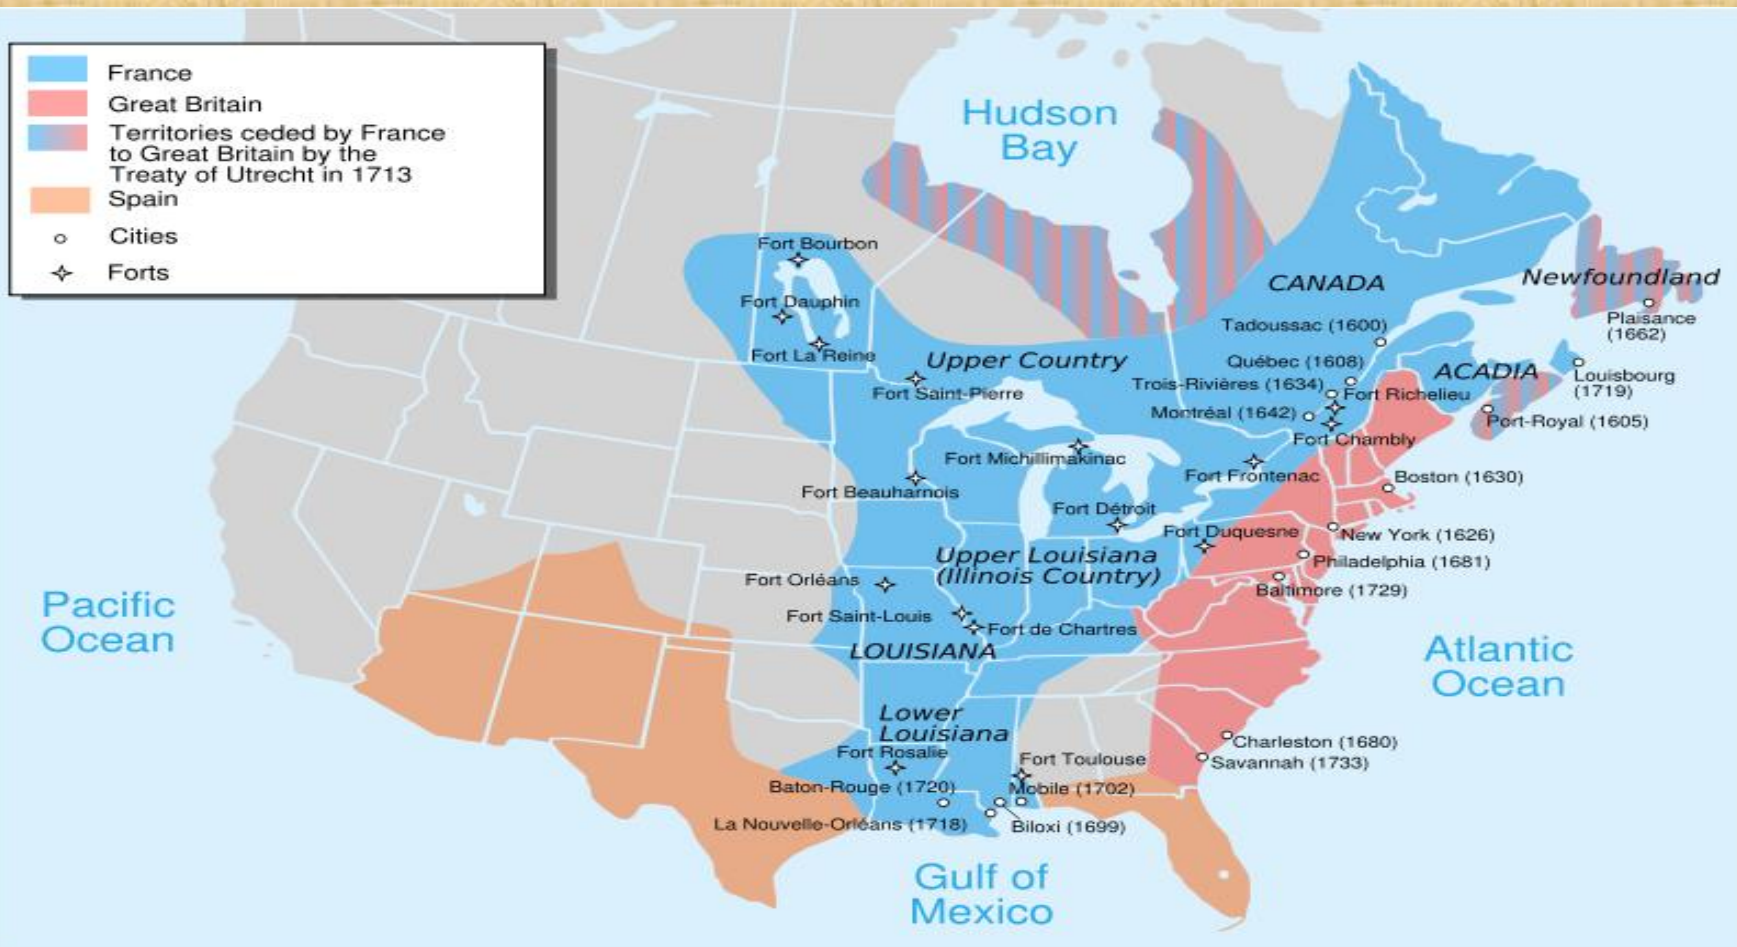 France
Great Britain
Territories ceded by France
to Great Britain by the
Treaty of Utrecht in 1713
Spain
Cities
Forts
Hudson
Bay
Fort Bourbon
Fort Dauphin
Fort La Reine
CANADA
Newfoundland
Plaisance
(1662)
Tadoussac (1600)
Upper Country
Québec (1608)
ACADIA
Louisbourg
(1719)
Trois-Rivières (1634)
Fort Richelieu
Fort Saint-Pierre
Montréal (1642)
Port-Royal (1605)
Fort Chambly
Fort Michillimakinac
Fort Frontenac
Boston (1630)
Fort Beauharnois
Fort Détroit
Fort Duquesne
New York (1626)
Upper Louisiana
(Illinois Country)
Philadelphia (1681)
Fort Orléans
Baltimore (1729)
Pacific
Ocean
Fort Saint-Louis
Fort de Chartres
LOUISIANA
Atlantic
Ocean
Lower
Louisiana
Fort Rosalie
Charleston (1680)
Fort Toulouse
Savannah (1733)
Baton-Rouge (1720)
Mobile (1702)
La Nouvelle-Orléans (1718)
Biloxi (1699)
Gulf of
Mexico